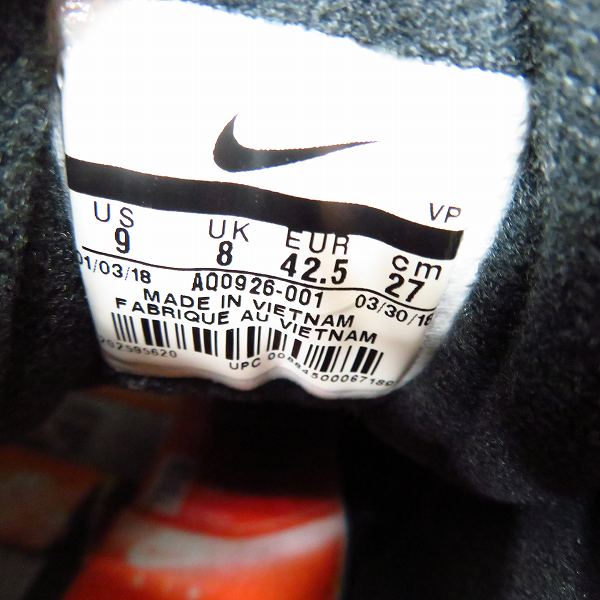 VP
US UK EUR cm
9 8 42.5 27
01/03/18 AQ0926-001 03/30/18
MADE IN VIETNAM
FABRIQUE AU VIETNAM
UPC